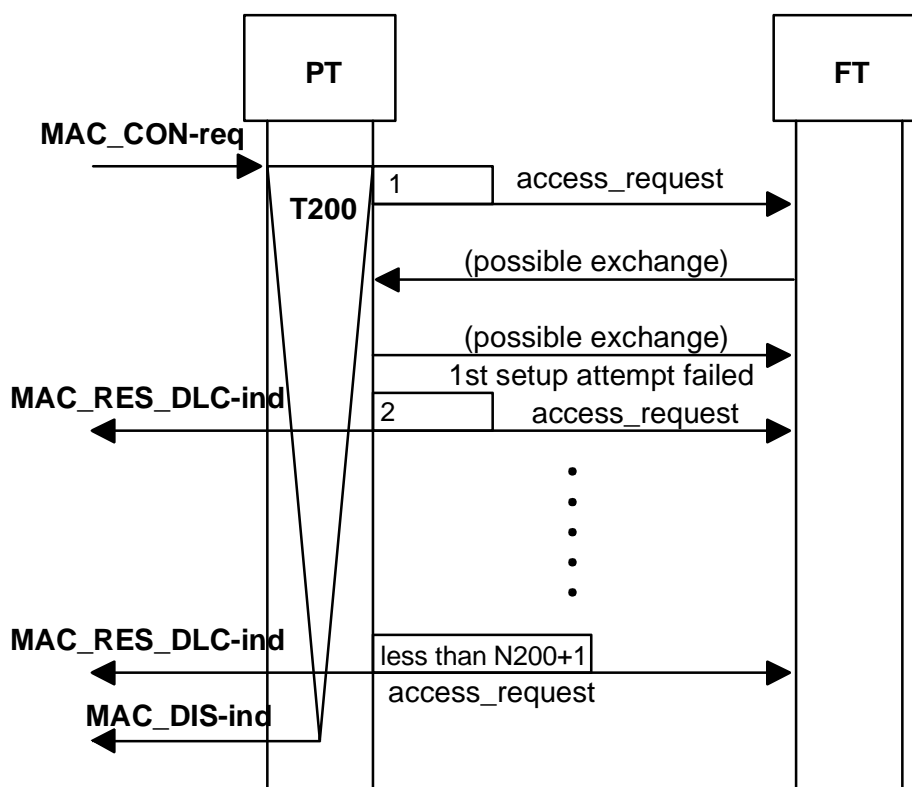 PT
FT
MAC_CON-req
1
access_request
T200
(possible exchange)
(possible exchange)
1st setup attempt failed
MAC_RES_DLC-ind
2
access_request
MAC_RES_DLC-ind
less than N200+1
access_request
MAC_DIS-ind